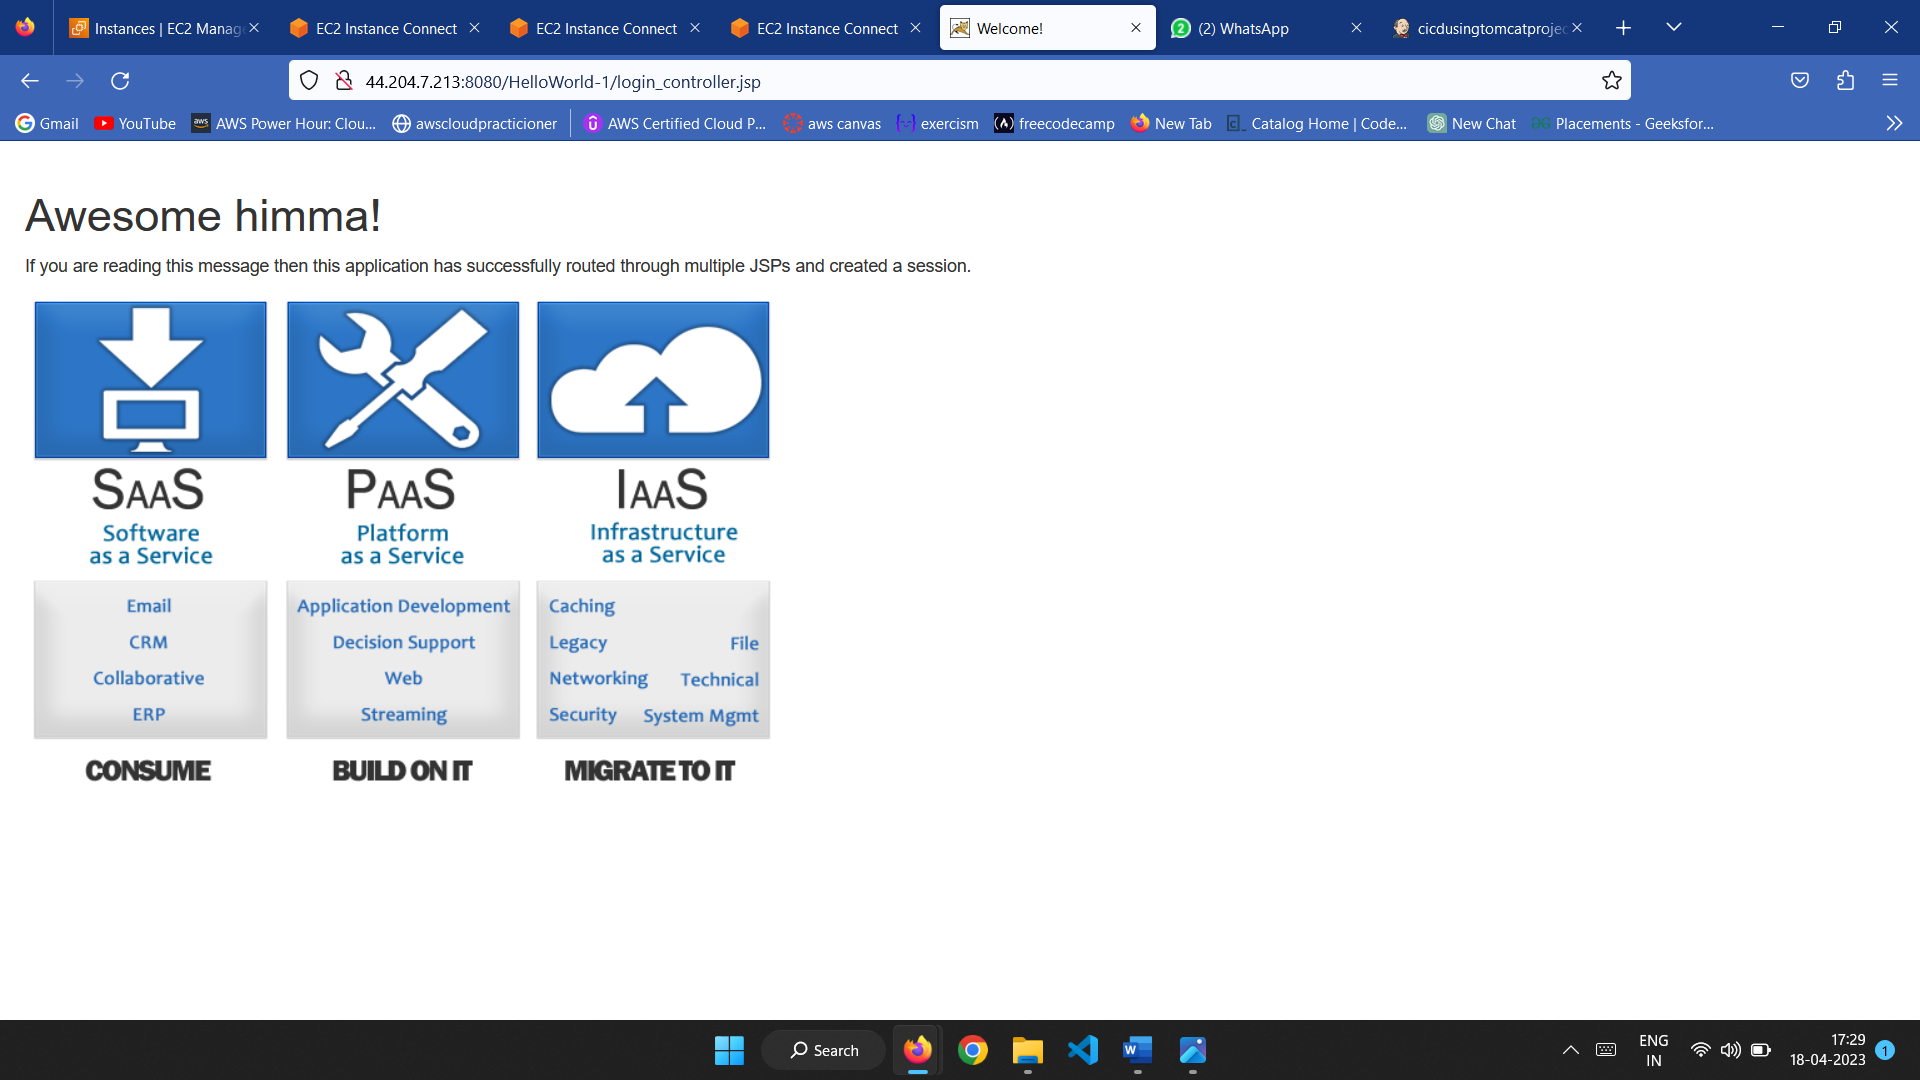 Instances | EC2 Manag
EC2 Instance Connect
EC2 Instance Connect
EC2 Instance Connect
Welcome!
2
(2) WhatsApp
cicdusingtomcatprojec
44.204.7.213:8080/HelloWorld-1/login_controller.jsp
Gmail
YouTube
aws
AWS Power Hour: Clou...
awscloudpracticioner
AWS Certified Cloud P...
aws canvas
exercism
freecodecamp
New Tab
Catalog Home | Code...
New Chat
Placements - Geeksfor...
Awesome himma!
If you are reading this message then this application has successfully routed through multiple JSPs and created a session.
SaaS
Software
as a Service
Email
CRM
Collaborative
ERP
CONSUME
PaaS
Platform
as a Service
Application Development
Decision Support
Web
Streaming
BUILD ON IT
IaaS
Infrastructure
as a Service
Caching
Legacy File
Networking Technical
Security System Mgmt
MIGRATE TO IT
Search
W
ENG
IN
17:29
18-04-2023
1